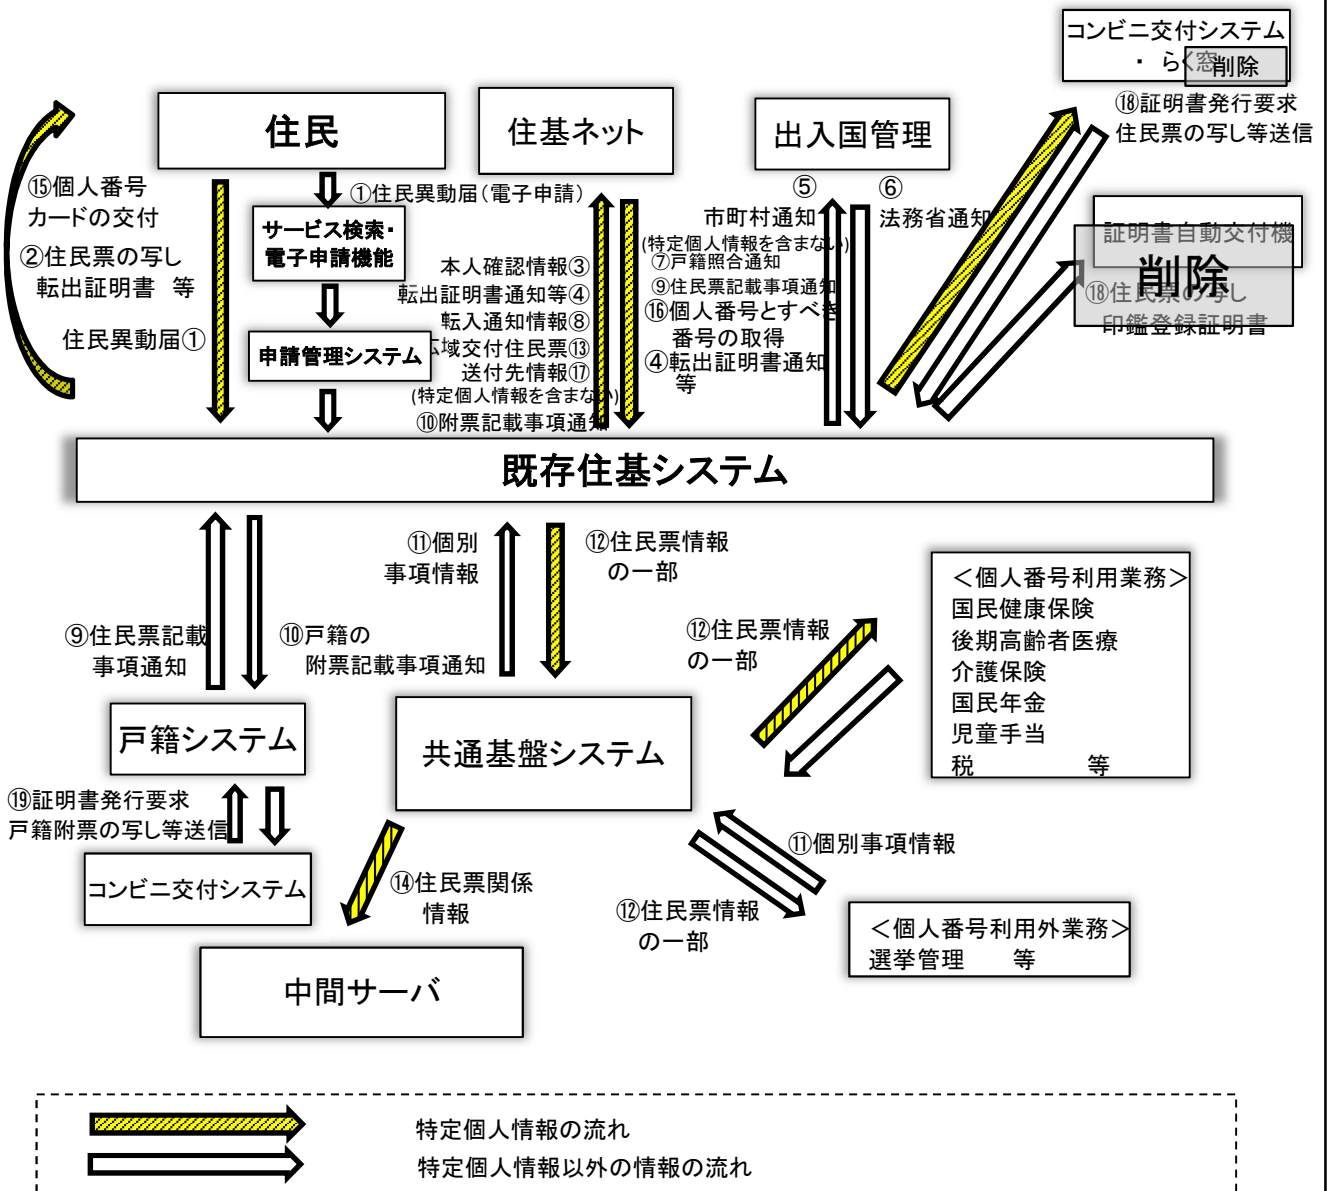 コンビニ交付システム
・ らく窓
削除
⑱証明書発行要求
住民票の写し等送信
住民
住基ネット
出入国管理
⑮個人番号
カードの交付
②住民票の写し
転出証明書 等
住民異動届①
①住民異動届(電子申請)
サービス検索・
電子申請機能
申請管理システム
本人確認情報③
転出証明書通知等④
転入通知情報⑧
広域交付住民票⑬
送付先情報⑰
(特定個人情報を含まない)
⑩附票記載事項通知
⑤
市町村通知
(特定個人情報を含まない)
⑦戸籍照合通知
⑨住民票記載事項通知
⑯個人番号とすべき
番号の取得
④転出証明書通知
等
⑥
法務省通知
証明書自動交付機
削除
⑱住民票の写し
印鑑登録証明書
既存住基システム
⑨住民票記載
事項通知
⑩戸籍の
附票記載事項通知
⑪個別
事項情報
⑫住民票情報
の一部
⑫住民票情報
の一部
<個人番号利用業務>
国民健康保険
後期高齢者医療
介護保険
国民年金
児童手当
税 等
戸籍システム
共通基盤システム
⑲証明書発行要求
戸籍附票の写し等送信
コンビニ交付システム
⑭住民票関係
情報
⑪個別事項情報
⑫住民票情報
の一部
<個人番号利用外業務>
選挙管理 等
中間サーバ
特定個人情報の流れ
特定個人情報以外の情報の流れ